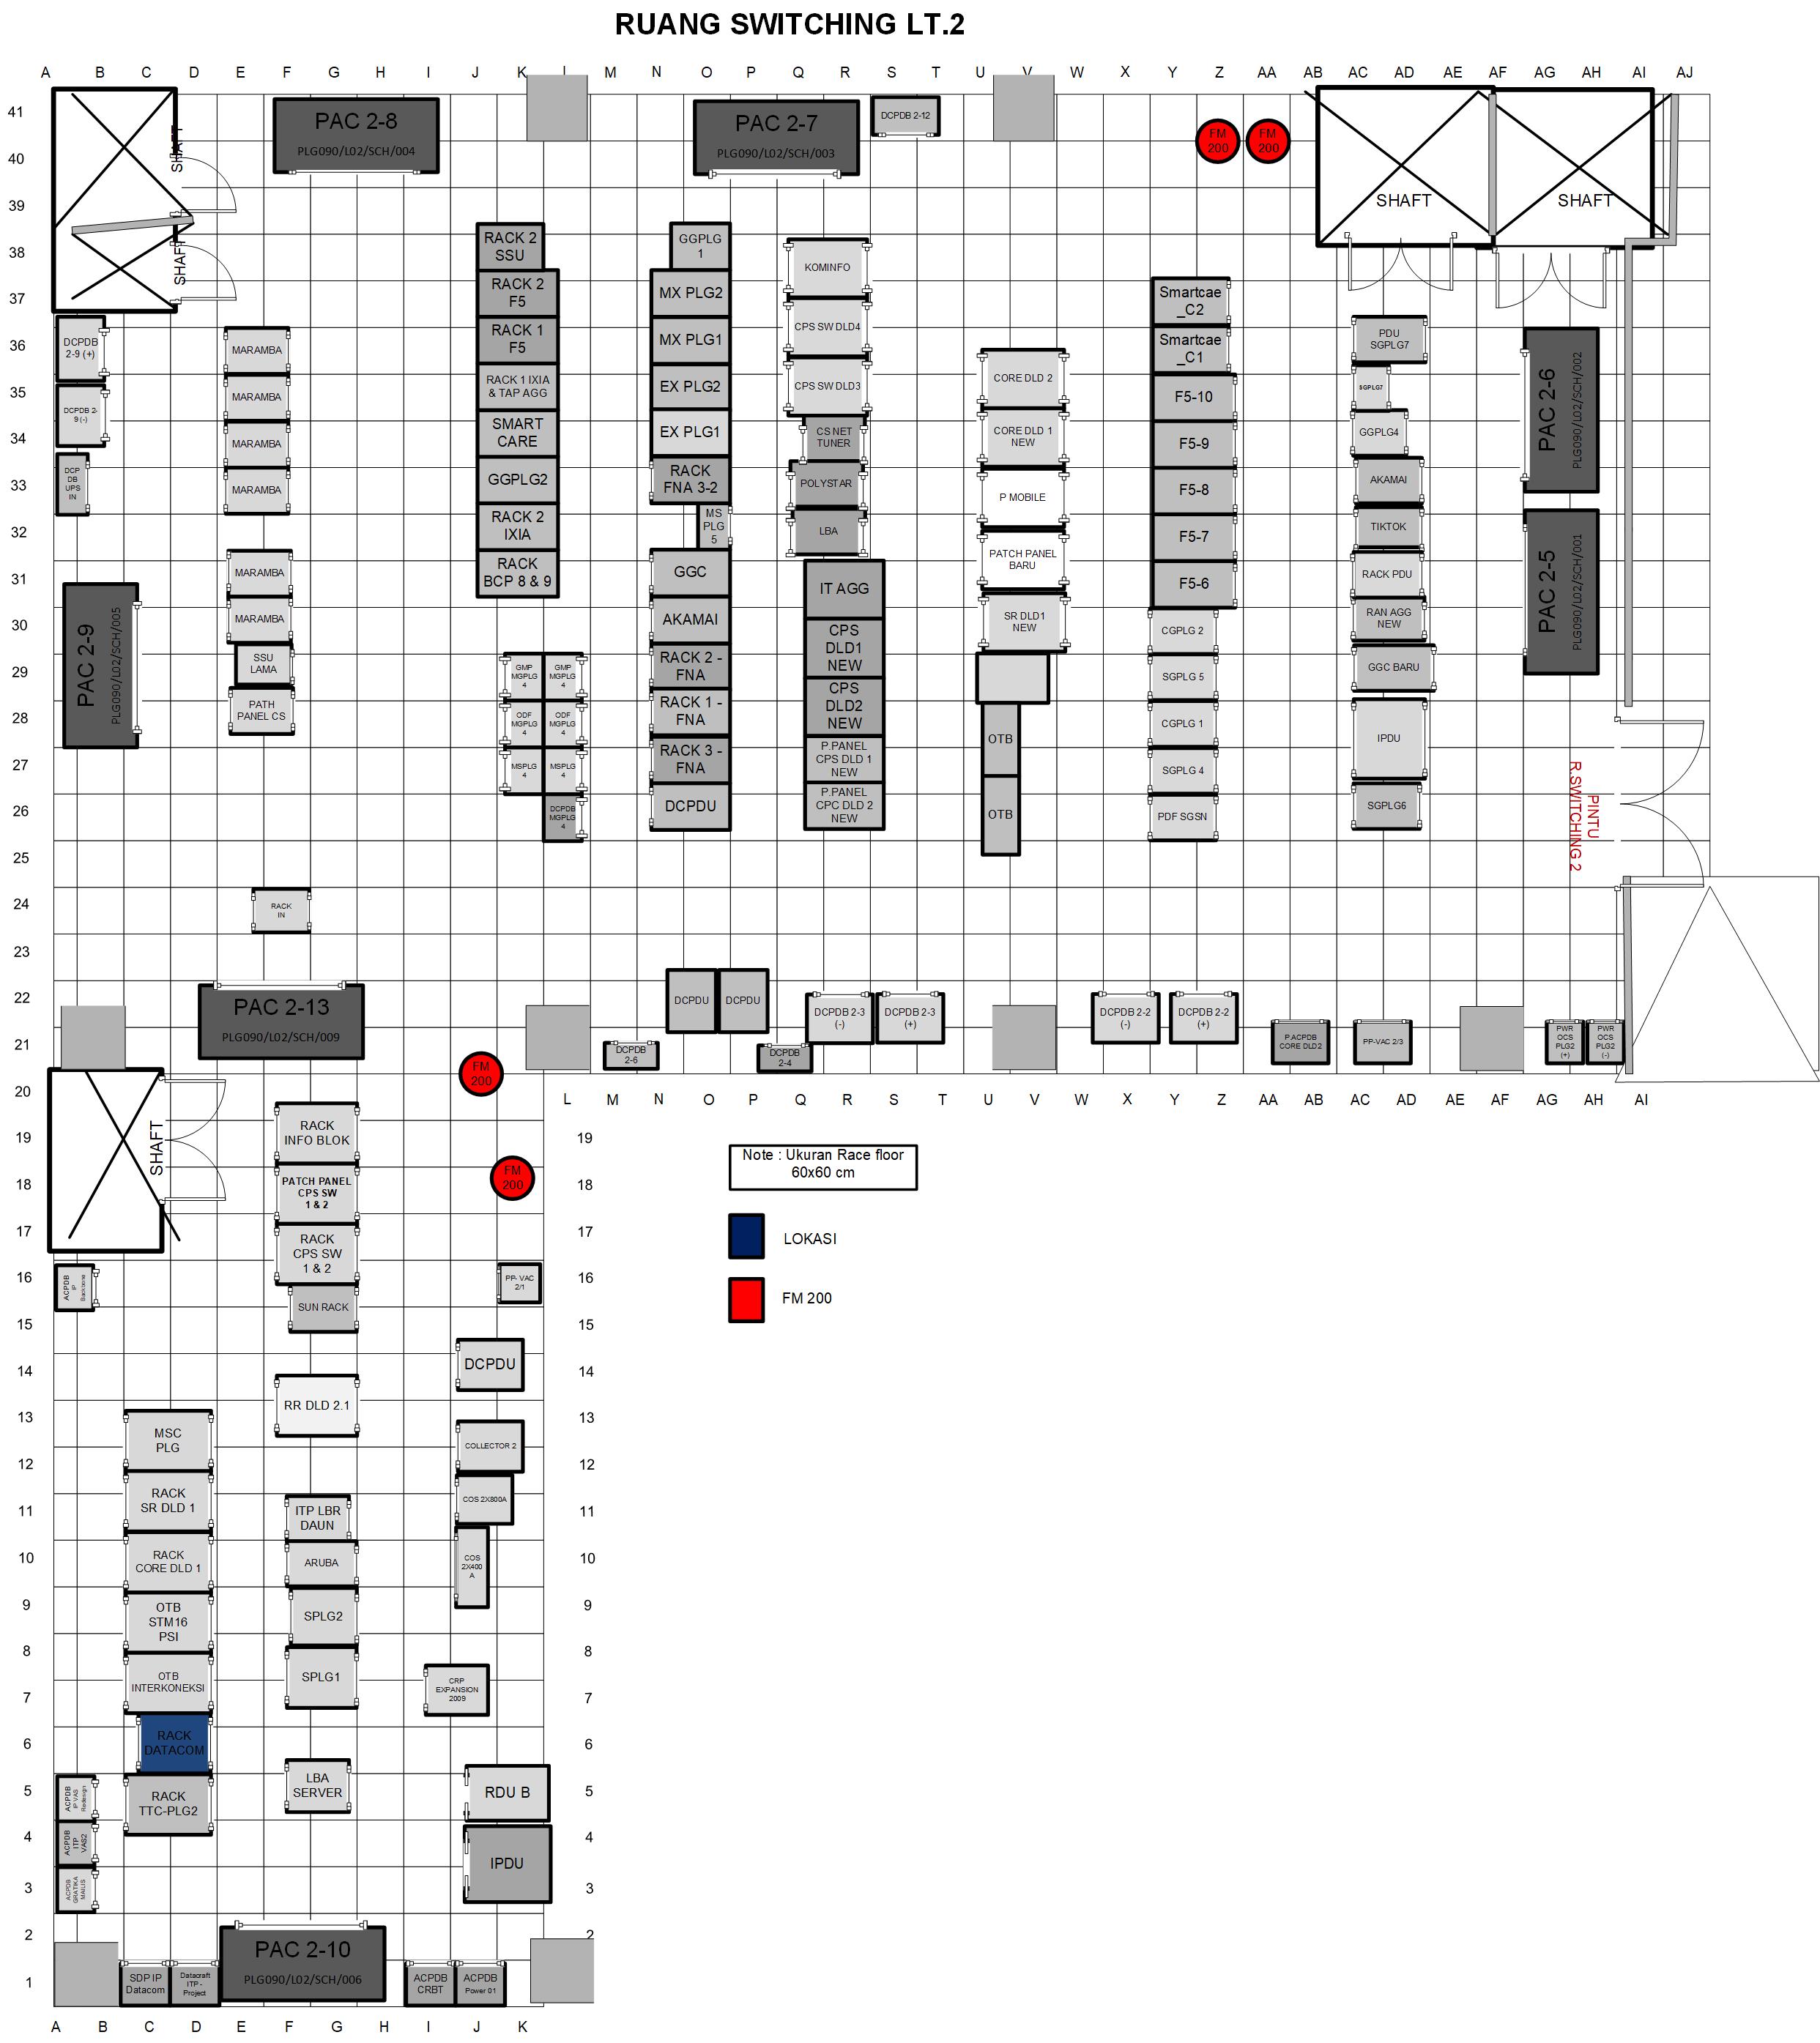 RUANG SWITCHING LT.2
A B C D E F G H I J K L M N O P Q R S T U V W X Y Z AA AB AC AD AE AF AG AH AI AJ
41
40
39
38
37
36
35
34
33
32
31
30
29
28
27
26
25
24
23
22
21
20
SHAFT
SHAFT
PAC 2-8
PLG090/L02/SCH/004
PAC 2-7
PLG090/L02/SCH/003
DCPDB 2-12
FM
200
FM
200
SHAFT
SHAFT
DCPDB
2-9 (+)
DCPDB 2-
9 (-)
DCP
DB
UPS
IN
PAC 2-9
PLG090/L02/SCH/005
MARAMBA
MARAMBA
MARAMBA
MARAMBA
MARAMBA
MARAMBA
SSU
LAMA
PATH
PANEL CS
RACK
IN
RACK 2
SSU
RACK 2
F5
RACK 1
F5
RACK 1 IXIA
& TAP AGG
SMART
CARE
GGPLG2
RACK 2
IXIA
RACK
BCP 8 & 9
GMP
MGPLG
4
GMP
MGPLG
4
ODF
MGPLG
4
ODF
MGPLG
4
MSPLG
4
MSPLG
4
DCPDB
MGPLG
4
GGPLG
1
MX PLG2
MX PLG1
EX PLG2
EX PLG1
RACK
FNA 3-2
MS
PLG
5
GGC
AKAMAI
RACK 2 -
FNA
RACK 1 -
FNA
RACK 3 -
FNA
DCPDU
KOMINFO
CPS SW DLD4
CPS SW DLD3
CS NET
TUNER
POLYSTAR
LBA
IT AGG
CPS
DLD1
NEW
CPS
DLD2
NEW
P.PANEL
CPS DLD 1
NEW
P.PANEL
CPC DLD 2
NEW
CORE DLD 2
CORE DLD 1
NEW
P MOBILE
PATCH PANEL
BARU
SR DLD1
NEW
OTB
OTB
Smartcae
_C2
Smartcae
_C1
F5-10
F5-9
F5-8
F5-7
F5-6
CGPLG 2
SGPLG 5
CGPLG 1
SGPLG 4
PDF SGSN
PDU
SGPLG7
SGPLG7
GGPLG4
AKAMAI
TIKTOK
RACK PDU
RAN AGG
NEW
GGC BARU
IPDU
SGPLG6
PAC 2-6
PLG090/L02/SCH/002
PAC 2-5
PLG090/L02/SCH/001
PINTU
R.SWITCHING 2
PAC 2-13
PLG090/L02/SCH/009
DCPDB
2-6
DCPDU
DCPDU
DCPDB
2-4
DCPDB 2-3
(-)
DCPDB 2-3
(+)
DCPDB 2-2
(-)
DCPDB 2-2
(+)
P.ACPDB
CORE DLD2
PP-VAC 2/3
PWR
OCS
PLG2
(+)
PWR
OCS
PLG2
(-)
FM
200
L M N O P Q R S T U V W X Y Z AA AB AC AD AE AF AG AH AI
19
18
17
16
15
14
13
12
11
10
9
8
7
6
5
4
3
2
1
SHAFT
RACK
INFO BLOK
PATCH PANEL
CPS SW
1 & 2
RACK
CPS SW
1 & 2
SUN RACK
FM
200
ACPDB
IP
Backbone
PP- VAC
2/1
RR DLD 2.1
DCPDU
COLLECTOR 2
COS 2X800A
COS
2X400
A
MSC
PLG
RACK
SR DLD 1
RACK
CORE DLD 1
OTB
STM16
PSI
OTB
INTERKONEKSI
RACK
DATACOM
RACK
TTC-PLG2
ITP LBR
DAUN
ARUBA
SPLG2
SPLG1
CRP
EXPANSION
2009
LBA
SERVER
RDU B
IPDU
ACPDB
IP VAS
Redesign
ACPDB
ITP
VAS2
ACPDB
GRATIKA
MAILIS
PAC 2-10
PLG090/L02/SCH/006
SDP IP
Datacom
Datacraft
ITP -
Project
ACPDB
CRBT
ACPDB
Power 01
19
18
17
16
15
14
13
12
11
10
9
8
7
6
5
4
3
2
A B C D E F G H I J K
Note : Ukuran Race floor
60x60 cm
LOKASI
FM 200